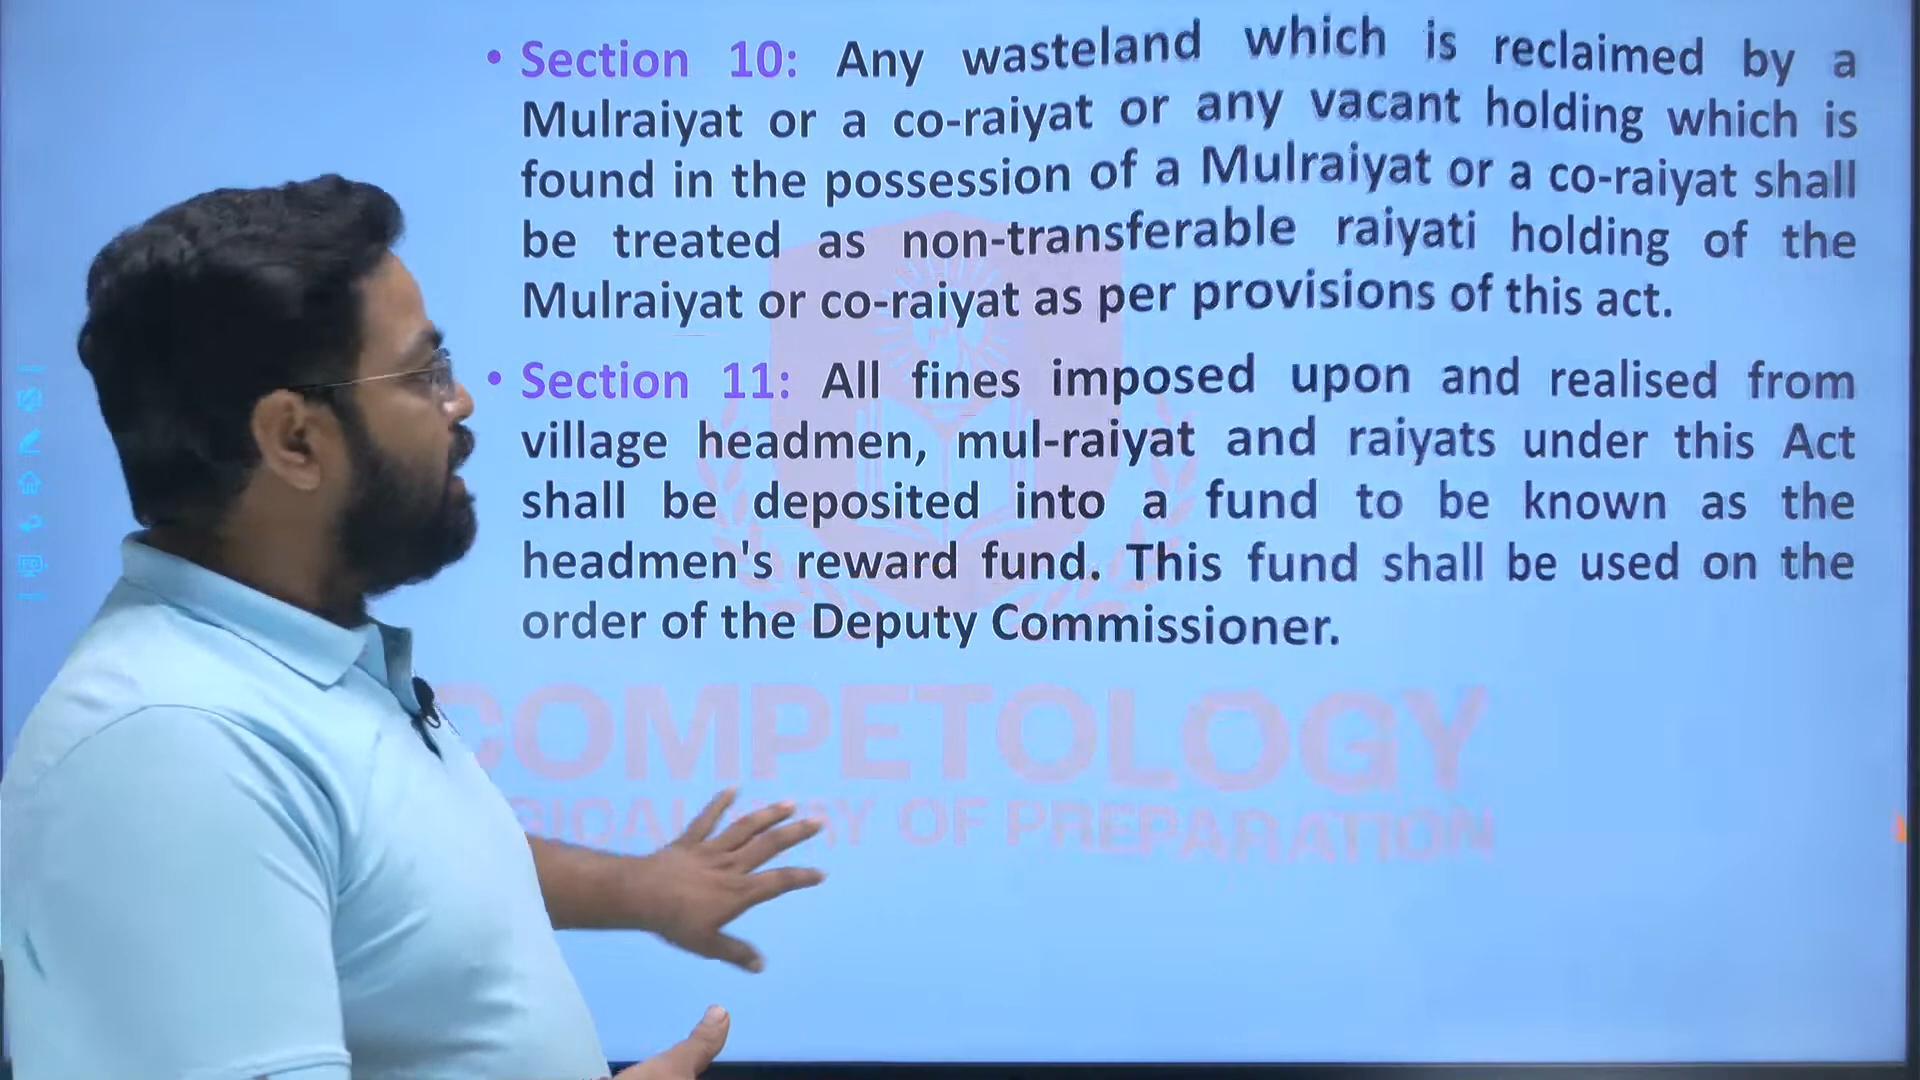 • Section 10: Any wasteland which is reclaimed by a
Mulraiyat or a co-raiyat or any vacant holding which is
found in the possession of a Mulraiyat or a co-raiyat shall
be treated as non-transferable raiyati holding of the
Mulraiyat or co-raiyat as per provisions of this act.
• Section 11: All fines imposed upon and realised from
village headmen, mul-raiyat and raiyats under this Act
shall be deposited into a fund to be known as the
headmen's reward fund. This fund shall be used on the
order of the Deputy Commissioner.
COMPETOLOGY
OF PREPARATION